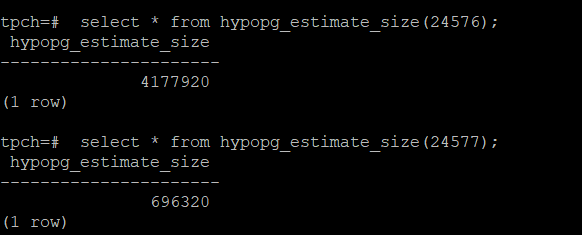 tpch=#  select * from hypopg_estimate_size(24576);
 hypopg_estimate_size
----------------------
              4177920
(1 row)

tpch=#  select * from hypopg_estimate_size(24577);
 hypopg_estimate_size
----------------------
               696320
(1 row)